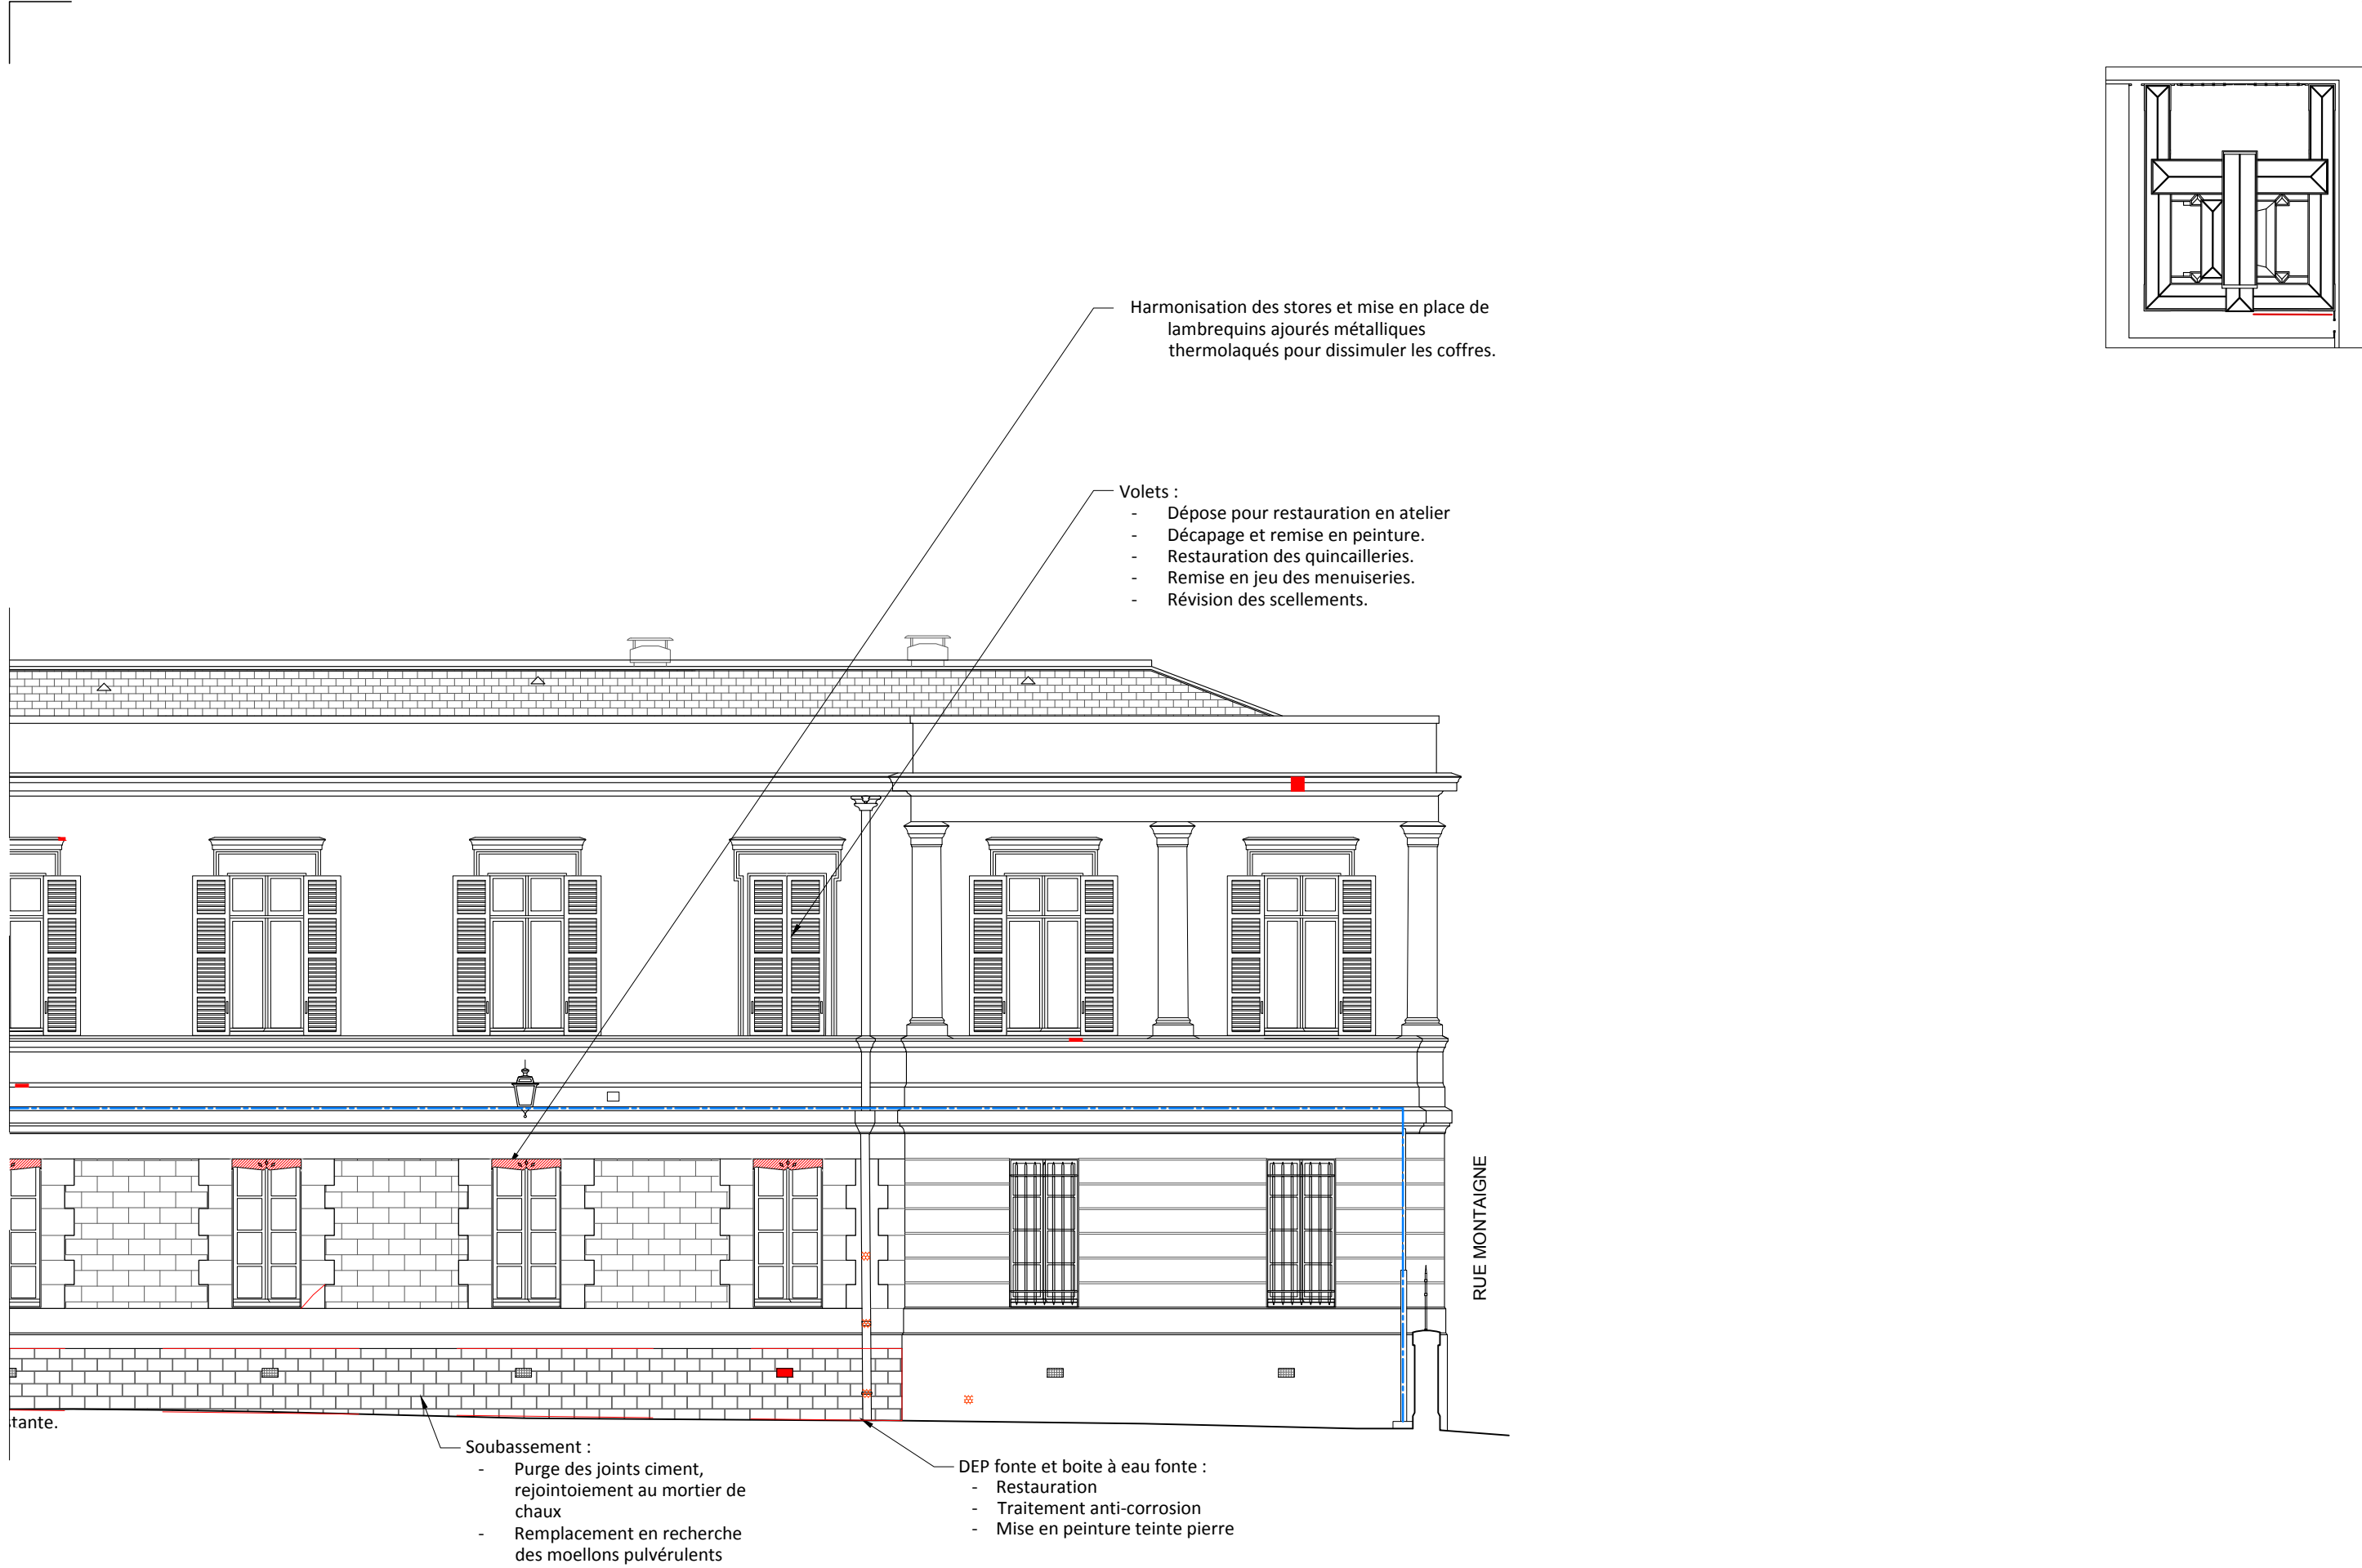 Harmonisation des stores et mise en place de
lambrequins ajourés métalliques
thermolaqués pour dissimuler les coffres.
Volets :
- Dépose pour restauration en atelier
- Décapage et remise en peinture.
- Restauration des quincailleries.
- Remise en jeu des menuiseries.
- Révision des scellements.
RUE MONTAIGNE
tante.
Soubassement :
- Purge des joints ciment,
rejointoiement au mortier de
chaux
- Remplacement en recherche
des moellons pulvérulents
DEP fonte et boite à eau fonte :
- Restauration
- Traitement anti-corrosion
- Mise en peinture teinte pierre